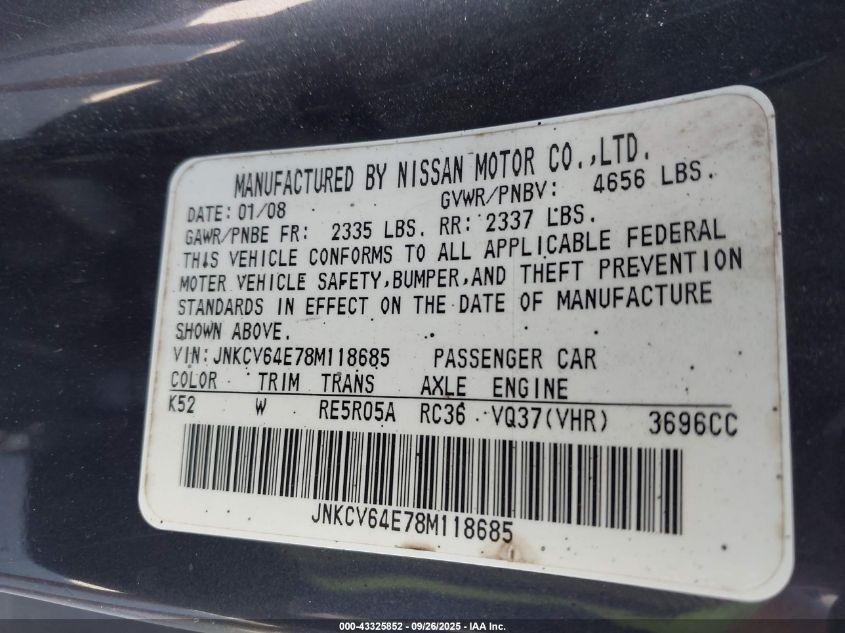 MANUFACTURED BY NISSAN MOTOR CO.,LTD.
DATE: 01/08 GVWR/PNBV: 4656 LBS.
GAWR/PNBE FR: 2335 LBS. RR: 2337 LBS.
THIS VEHICLE CONFORMS TO ALL APPLICABLE FEDERAL
MOTER VEHICLE SAFETY,BUMPER,AND THEFT PREVENTION
STANDARDS IN EFFECT ON THE DATE OF MANUFACTURE
SHOWN ABOVE.
VIN:JNKCV64E78M118685 PASSENGER CAR
COLOR TRIM TRANS AXLE ENGINE
K52 W RE5R05A RC36 VQ37(VHR) 3696CC
JNKCV64E78M118685
000-43325852 - 09/26/2025 - IAA Inc.